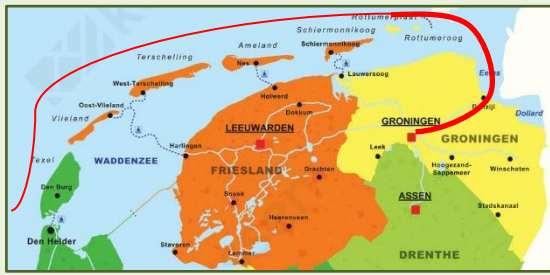 Rottumerplaat
Ameland
Schiermonnikoog
Rottumeroog
Schiermonnikoog
Terschelling
Nes
Lauwersoog
Eems
West-Terschelling
Holwerd
Oost-Vlieland
Dokkum
Delfzijl
Dollard
Vlieland
LEEUWARDEN
GRONINGEN
GRONINGEN
Harlingen
Leek
Texel
WADDENZEE
FRIESLAND
Drachten
Hoogezand-
Sappemeer
Winschoten
Den Burg
Sneek
ASSEN
Stadskanaal
Heerenveen
Den Helder
Stavoren
Lemmer
DRENTHE